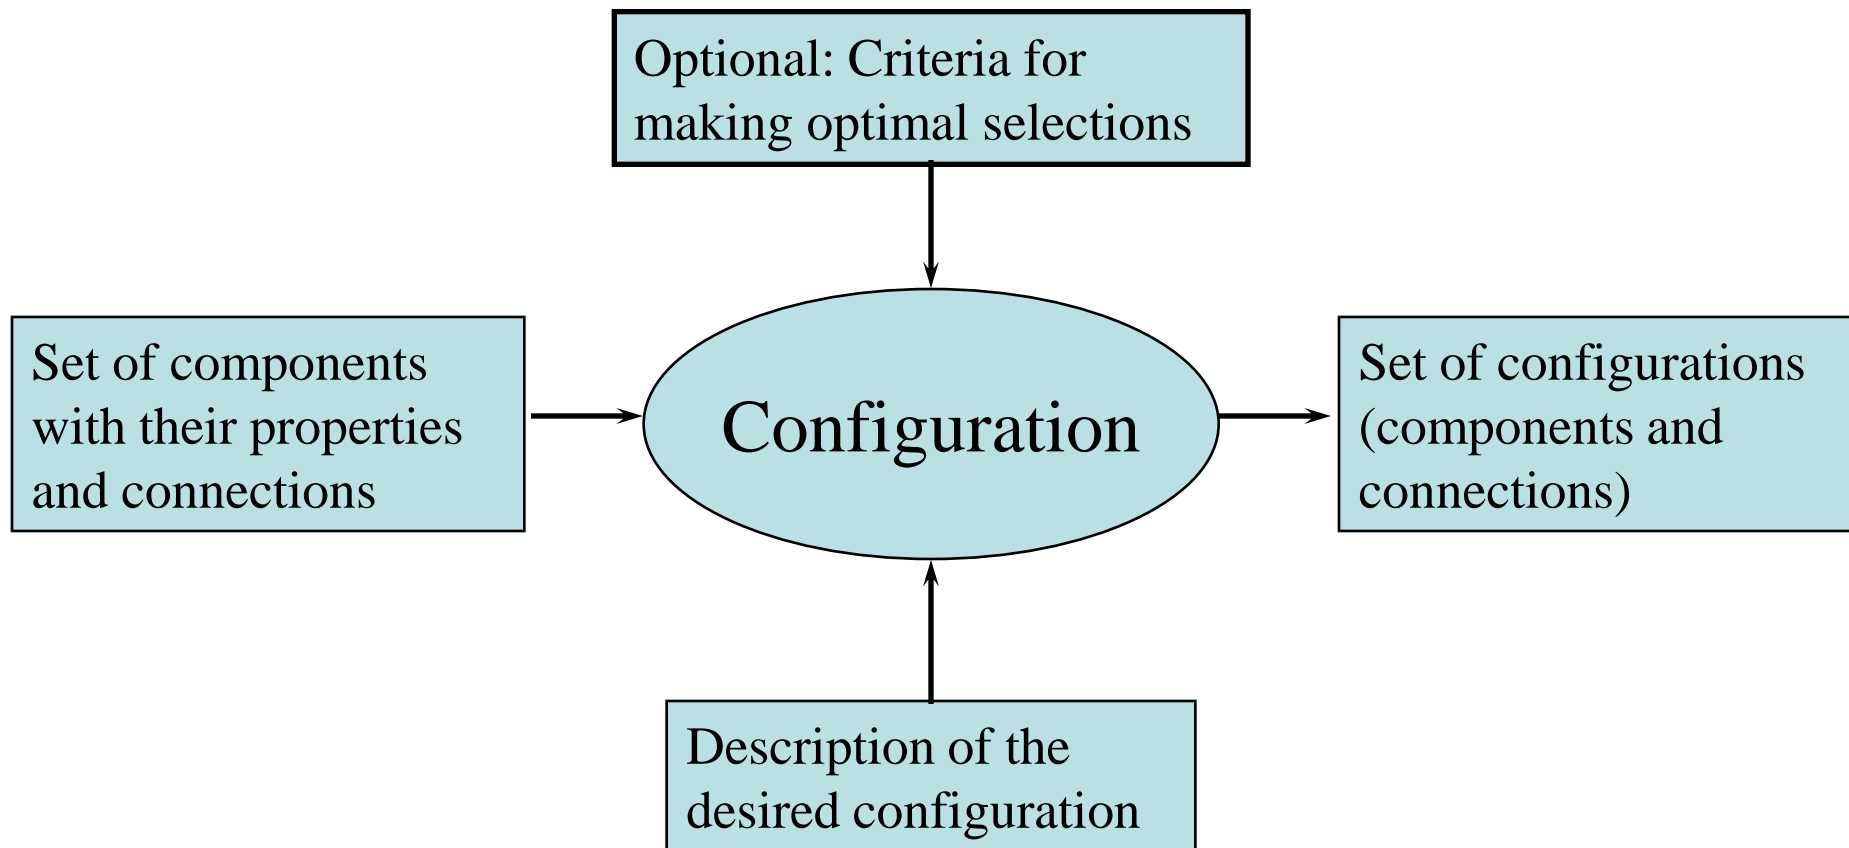 Optional: Criteria for
making optimal selections
Set of components
with their properties
and connections
Configuration
Set of configurations
(components and
connections)
Description of the
desired configuration